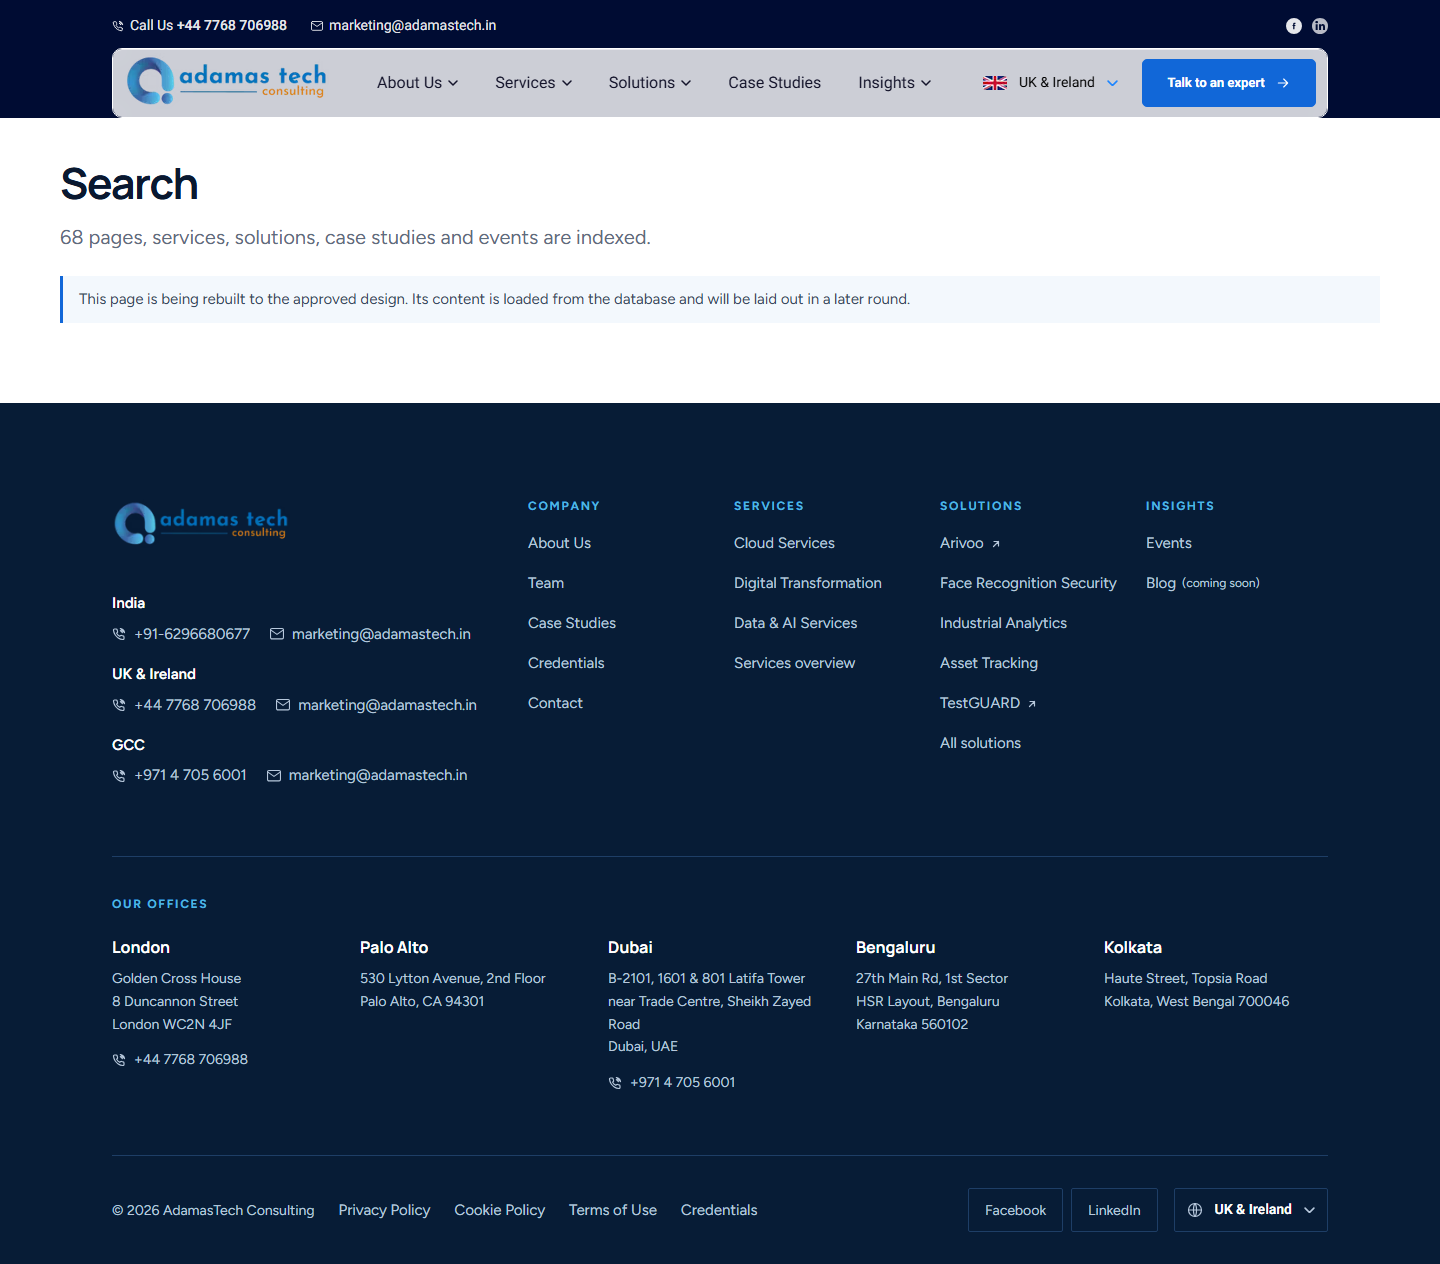 Call Us +44 7768 706988
marketing@adamastech.in
adamas tech
consulting
About Us
Services
Solutions
Case Studies
Insights
UK & Ireland
Talk to an expert
Search
68 pages, services, solutions, case studies and events are indexed.
This page is being rebuilt to the approved design. Its content is loaded from the database and will be laid out in a later round.
adamas tech
consulting
India
+91-6296680677
marketing@adamastech.in
UK & Ireland
+44 7768 706988
marketing@adamastech.in
GCC
+971 4 705 6001
marketing@adamastech.in
COMPANY
About Us
Team
Case Studies
Credentials
Contact
SERVICES
Cloud Services
Digital Transformation
Data & AI Services
Services overview
SOLUTIONS
Arivoo
Face Recognition Security
Industrial Analytics
Asset Tracking
TestGUARD
All solutions
INSIGHTS
Events
Blog (coming soon)
OUR OFFICES
London
Golden Cross House
8 Duncannon Street
London WC2N 4JF
+44 7768 706988
Palo Alto
530 Lytton Avenue, 2nd Floor
Palo Alto, CA 94301
Dubai
B-2101, 1601 & 801 Latifa Tower
near Trade Centre, Sheikh Zayed
Road
Dubai, UAE
+971 4 705 6001
Bengaluru
27th Main Rd, 1st Sector
HSR Layout, Bengaluru
Karnataka 560102
Kolkata
Haute Street, Topsia Road
Kolkata, West Bengal 700046
© 2026 AdamasTech Consulting
Privacy Policy
Cookie Policy
Terms of Use
Credentials
Facebook
LinkedIn
UK & Ireland